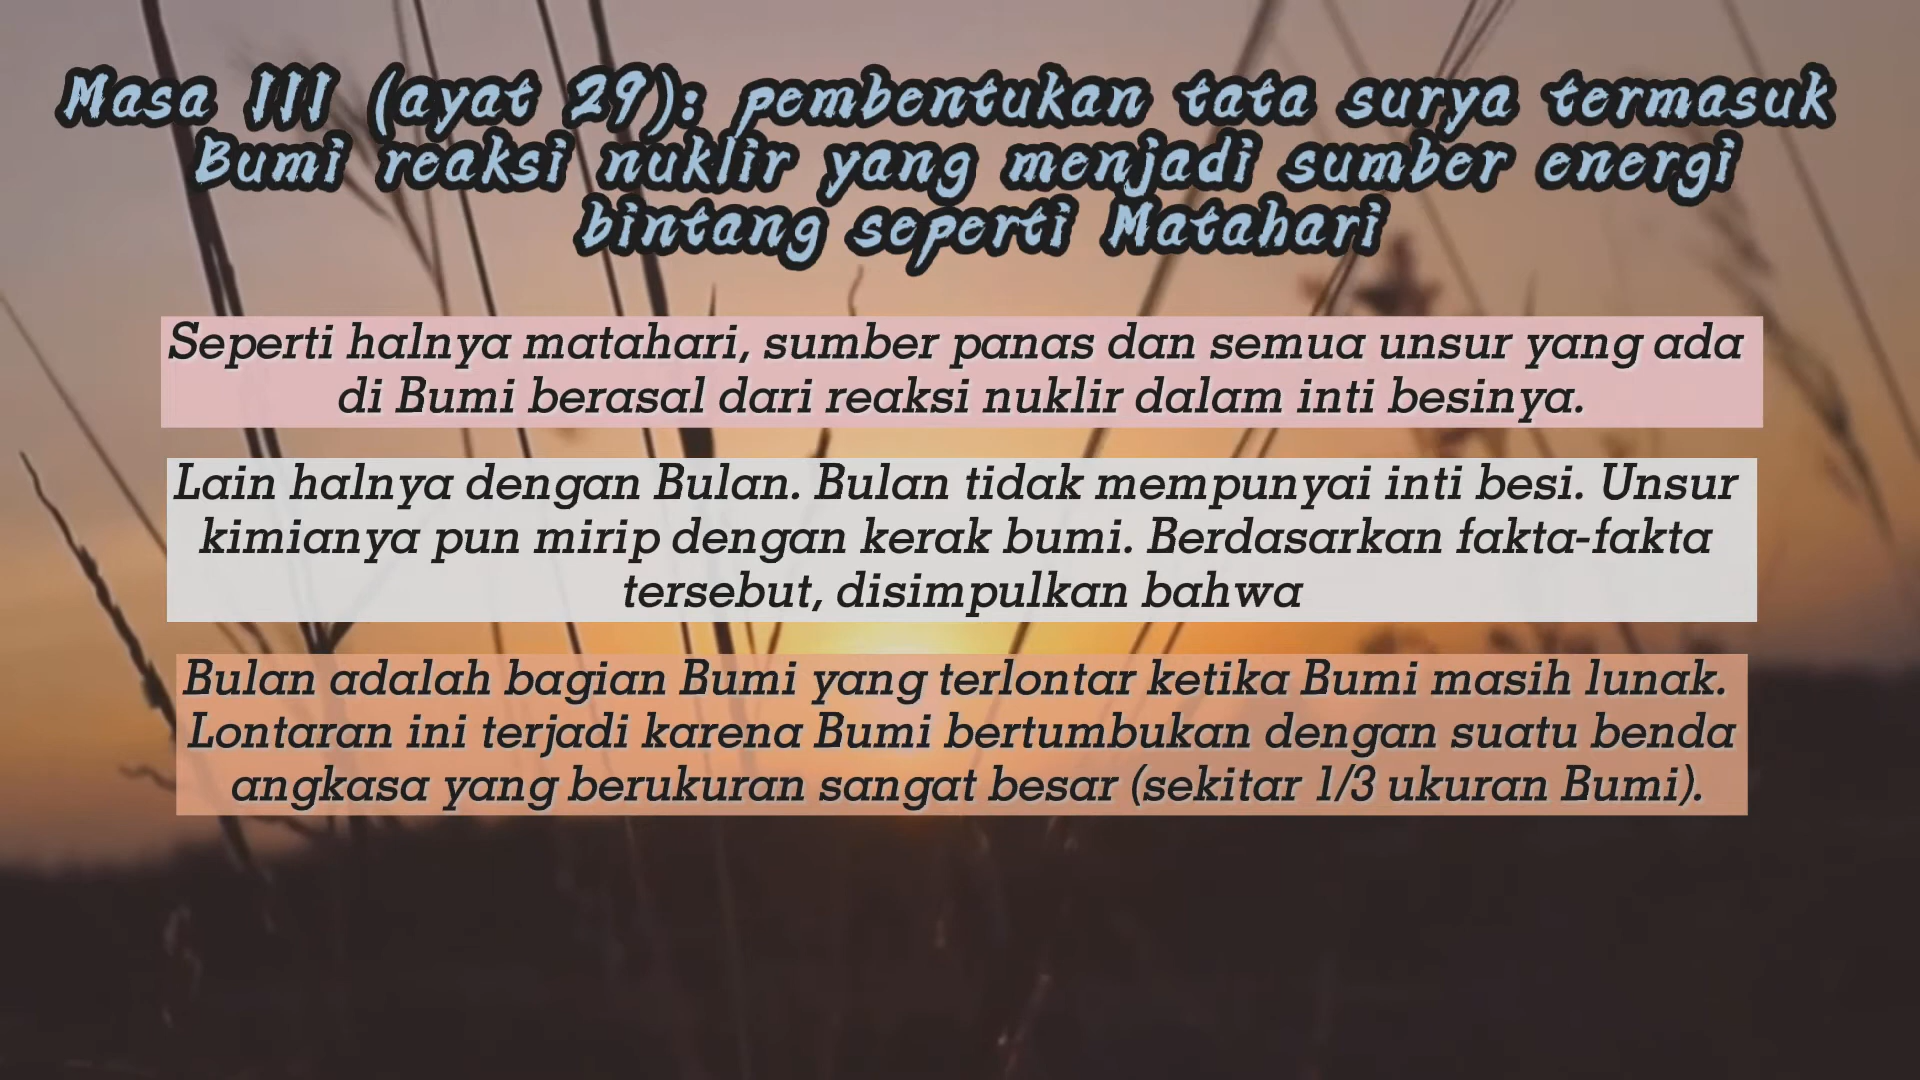 Masa III (ayat 29): pembentukan tata surya termasuk
Bumi reaksi nuklir yang menjadi sumber energi
bintang seperti Matahari
Seperti halnya matahari, sumber panas dan semua unsur yang ada
di Bumi berasal dari reaksi nuklir dalam inti besinya.
Lain halnya dengan Bulan. Bulan tidak mempunyai inti besi. Unsur
kimianya pun mirip dengan kerak bumi. Berdasarkan fakta-fakta
tersebut, disimpulkan bahwa
Bulan adalah bagian Bumi yang terlontar ketika Bumi masih lunak.
Lontaran ini terjadi karena Bumi bertumbukan dengan suatu benda
angkasa yang berukuran sangat besar (sekitar 1/3 ukuran Bumi).